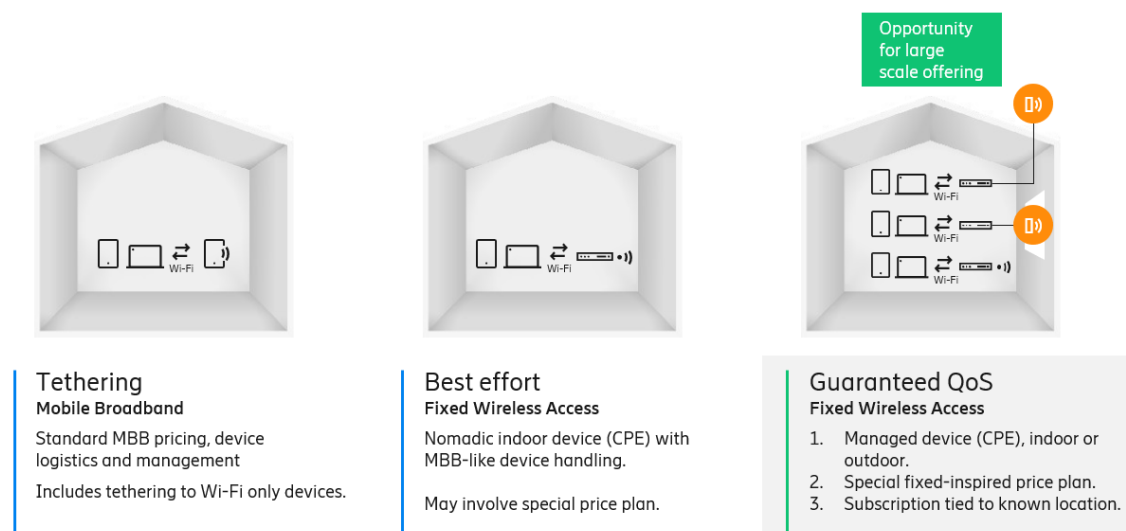 Opportunity
for large
scale offering
Wi-Fi
Wi-Fi
Wi-Fi
Wi-Fi
Wi-Fi
Tethering
Mobile Broadband
Standard MBB pricing, device
logistics and management
Includes tethering to Wi-Fi only devices.
Best effort
Fixed Wireless Access
Nomadic indoor device (CPE) with
MBB-like device handling.
May involve special price plan.
Guaranteed QoS
Fixed Wireless Access
1. Managed device (CPE), indoor or
outdoor.
2. Special fixed-inspired price plan.
3. Subscription tied to known location.